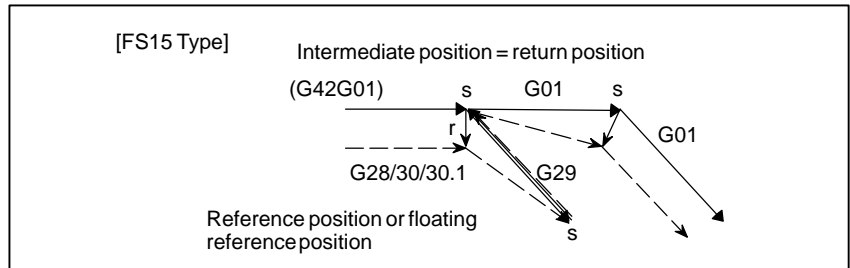 [FS15 Type]
Intermediate position = return position
(G42G01) s G01 s
r G01
G28/30/30.1 G29
Reference position or floating
reference position
s